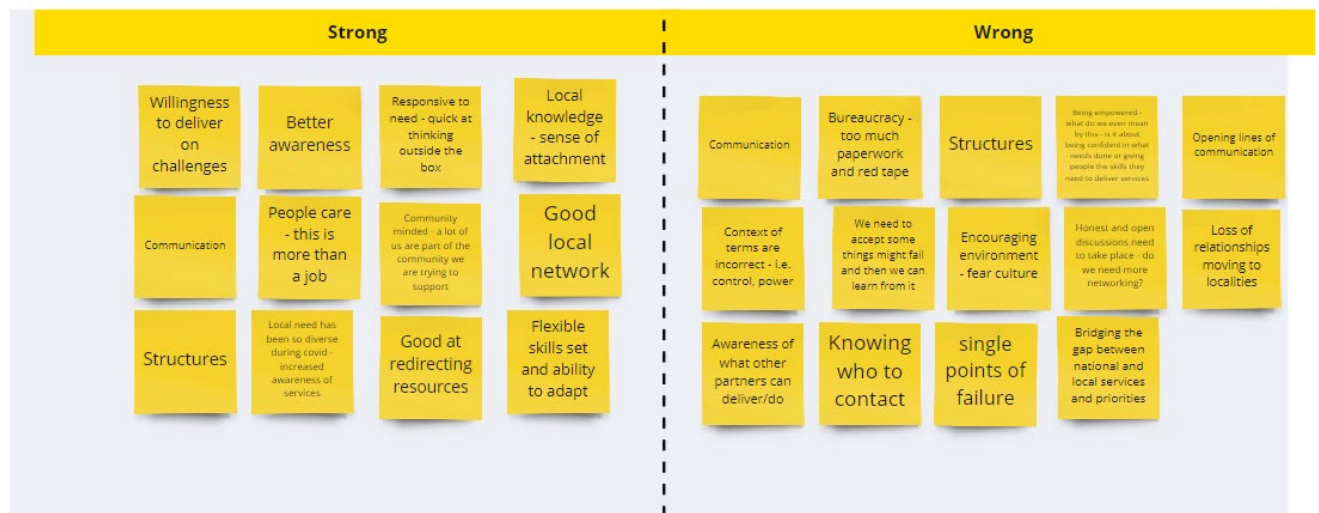 Strong
Willingness
to deliver
on
challenges
Better
awareness
Responsive to
need - quick at
thinking
outside the
box
Local
knowledge
- sense of
attachment
Communication
People care
- this is
more than
a job
Community
minded - a lot of
us are part of the
community we
are trying to
support
Good
local
network
Structures
Local need has
been so diverse
during covid -
increased
awareness of
services
Good at
redirecting
resources
Flexible
skills set
and ability
to adapt
Wrong
Communication
Bureaucracy -
too much
paperwork
and red tape
Structures
Being empowered -
what do we even mean
by this - is it about
being confident in what
needs done or giving
people the skills they
need to deliver services
Opening lines of
communication
Context of
terms are
incorrect - i.e.
control, power
We need to
accept some
things might fail
and then we can
learn from it
Encouraging
environment
- fear culture
Honest and open
discussions need
to take place - do
we need more
networking?
Loss of
relationships
moving to
localities
Awareness of
what other
partners can
deliver/do
Knowing
who to
contact
single
points of
failure
Bridging the
gap between
national and
local services
and priorities